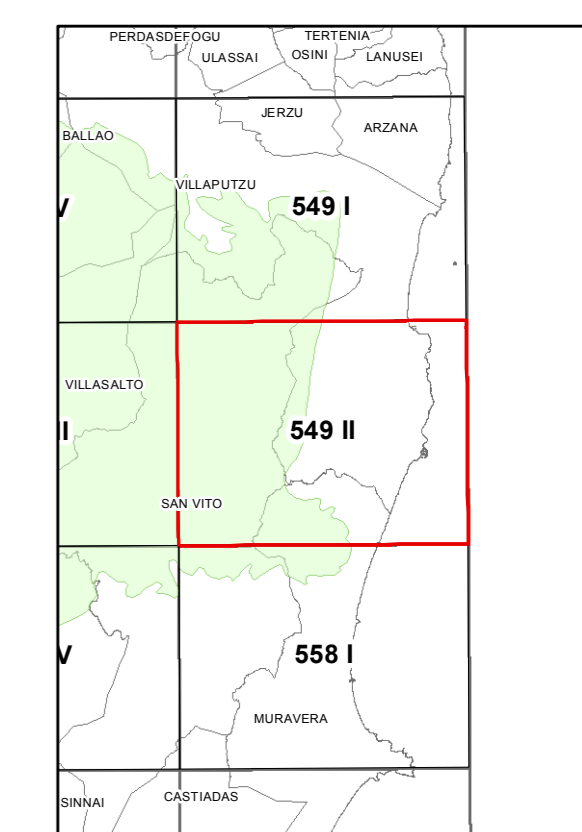 PERDASDEFOGU
TERTENIA
ULASSAI
OSINI
LANUSEI
JERZU
ARZANA
BALLAO
VILLAPUTZU
V
549 I
VILLASALTO
II
549 II
SAN VITO
V
558 I
MURAVERA
SINNAI
CASTIADAS